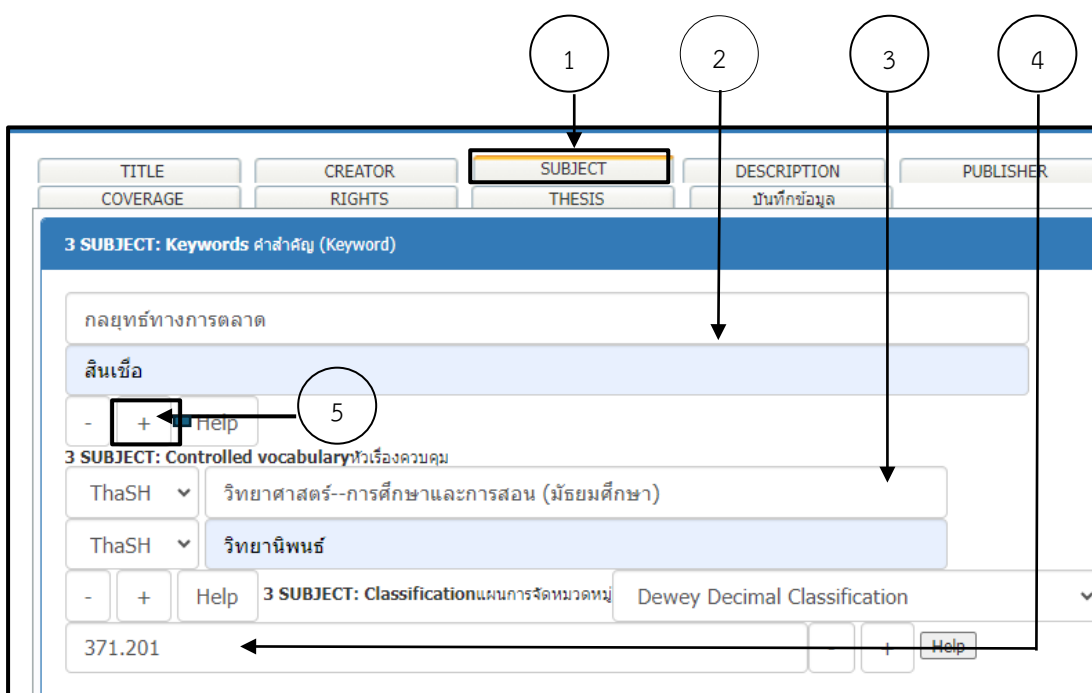 1 2 3 4
TITLE CREATOR SUBJECT DESCRIPTION PUBLISHER
COVERAGE RIGHTS THESIS บันทึกข้อมูล
3 SUBJECT: Keywords คำสำคัญ (Keyword)
กลยุทธ์ทางการตลาด
สินเชื่อ
- + Help 5
3 SUBJECT: Controlled vocabularyหัวเรื่องควบคุม
ThaSH วิทยาศาสตร์--การศึกษาและการสอน (มัธยมศึกษา)
ThaSH วิทยานิพนธ์
- + Help 3 SUBJECT: Classificationแผนการจัดหมวดหมู่ Dewey Decimal Classification
371.201 - + Help